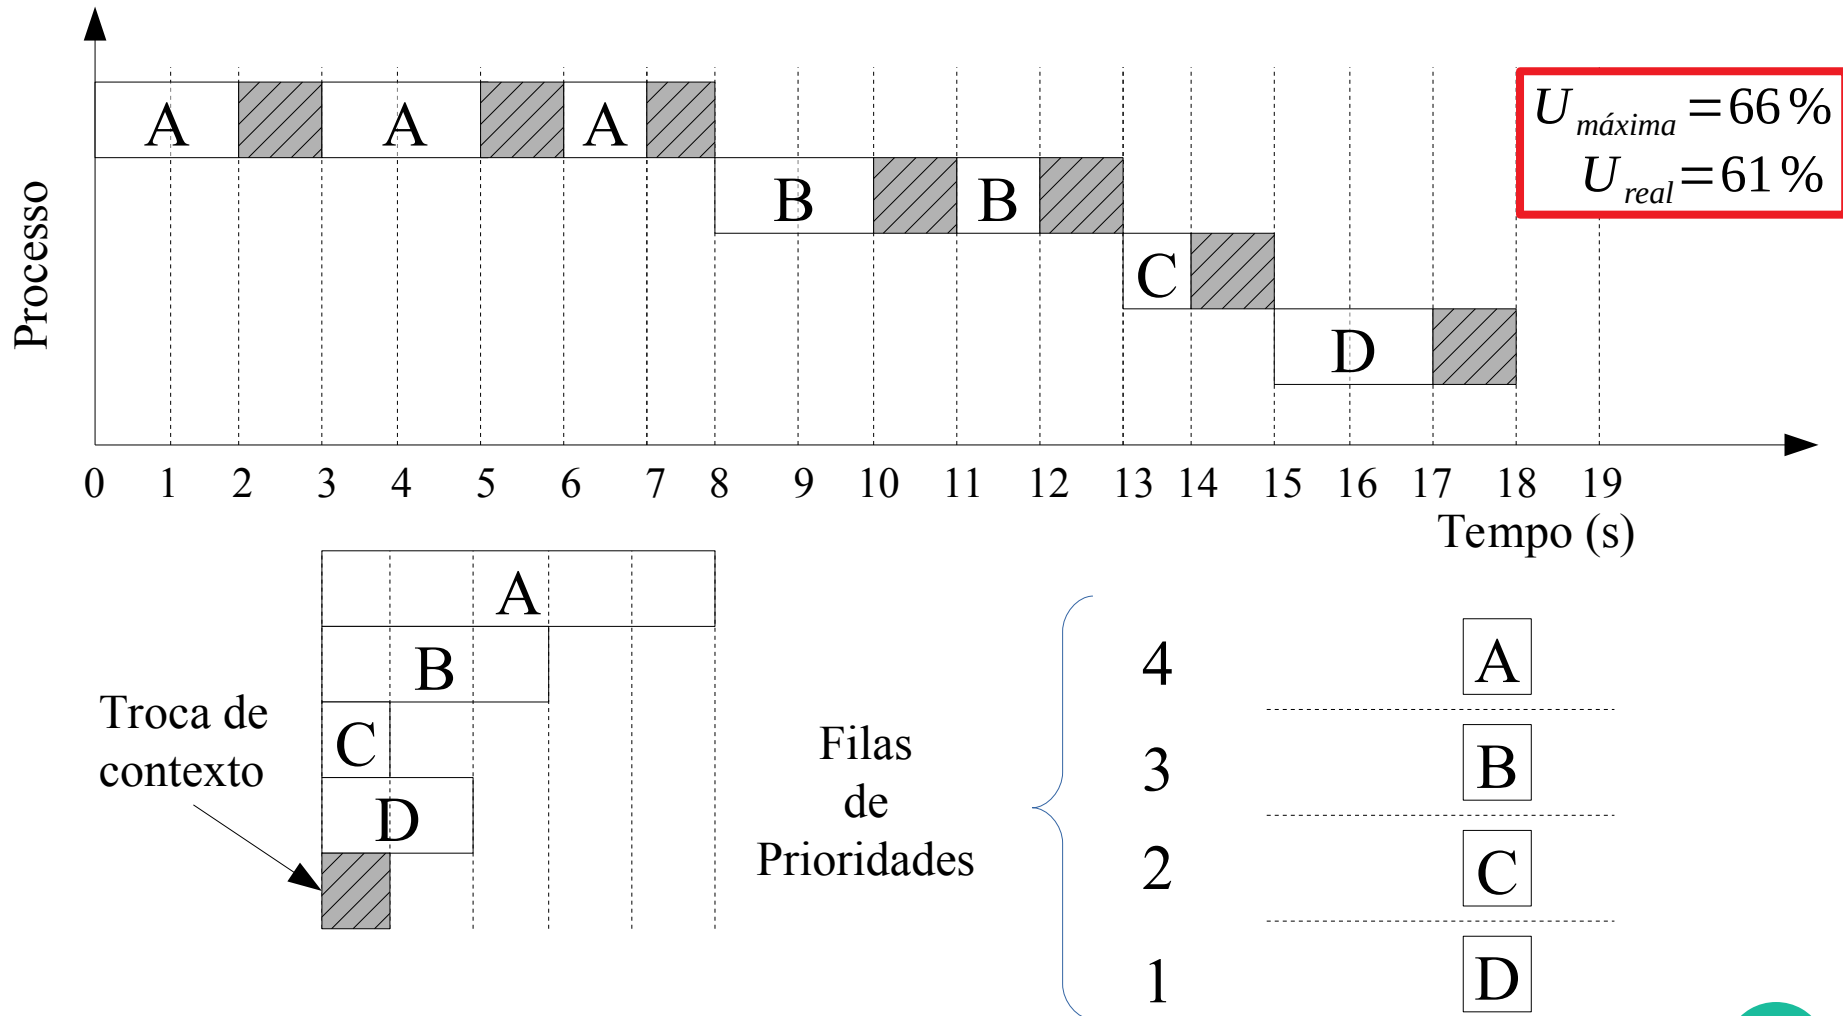 Processo
A A A
B B
C
D
U máxima = 66 %
U real = 61 %
0 1 2 3 4 5 6 7 8 9 10 11 12 13 14 15 16 17 18 19
Tempo (s)
A
B
C
D
Troca de
contexto
Filas
de
Prioridades
4 A
3 B
2 C
1 D